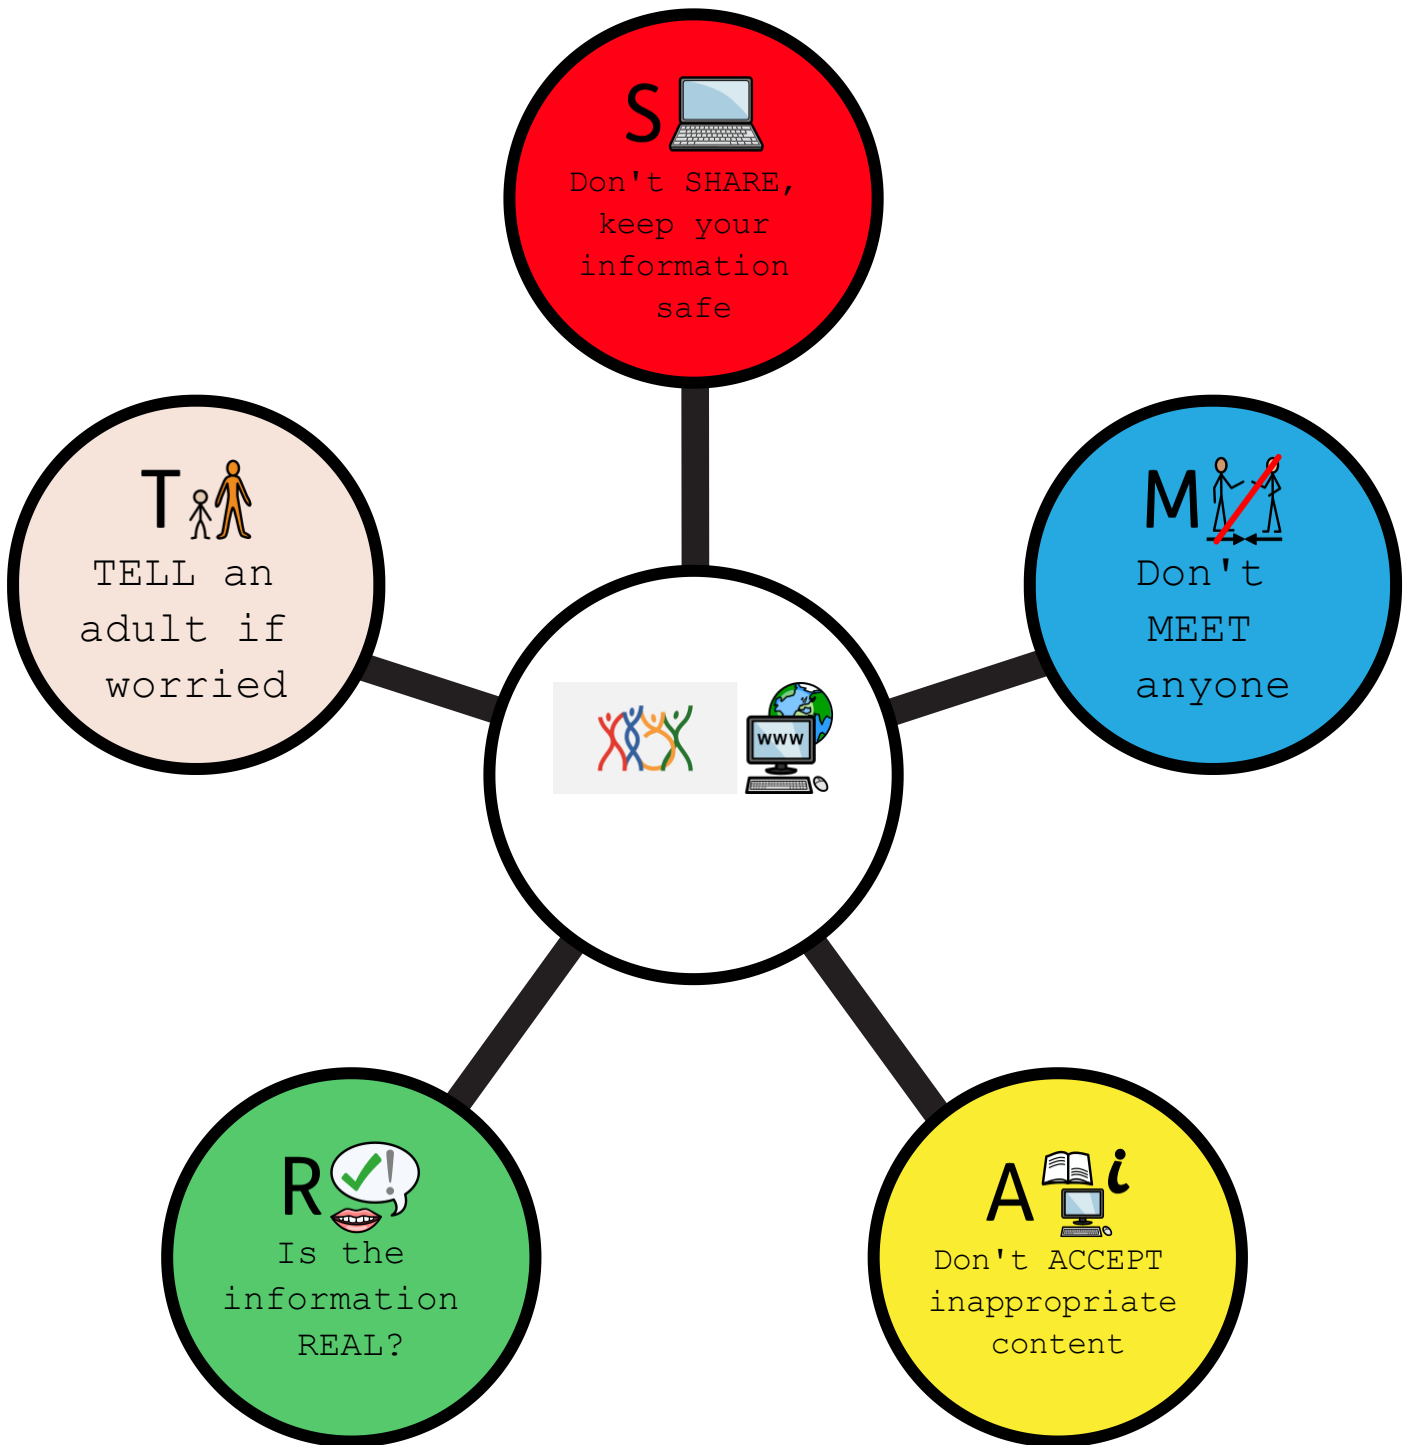 S
Don't SHARE,
keep your
information
safe
M
Don't
MEET
anyone
A
i
Don't ACCEPT
inappropriate
content
R
!
Is the
information
REAL?
T
TELL an
adult if
worried
www